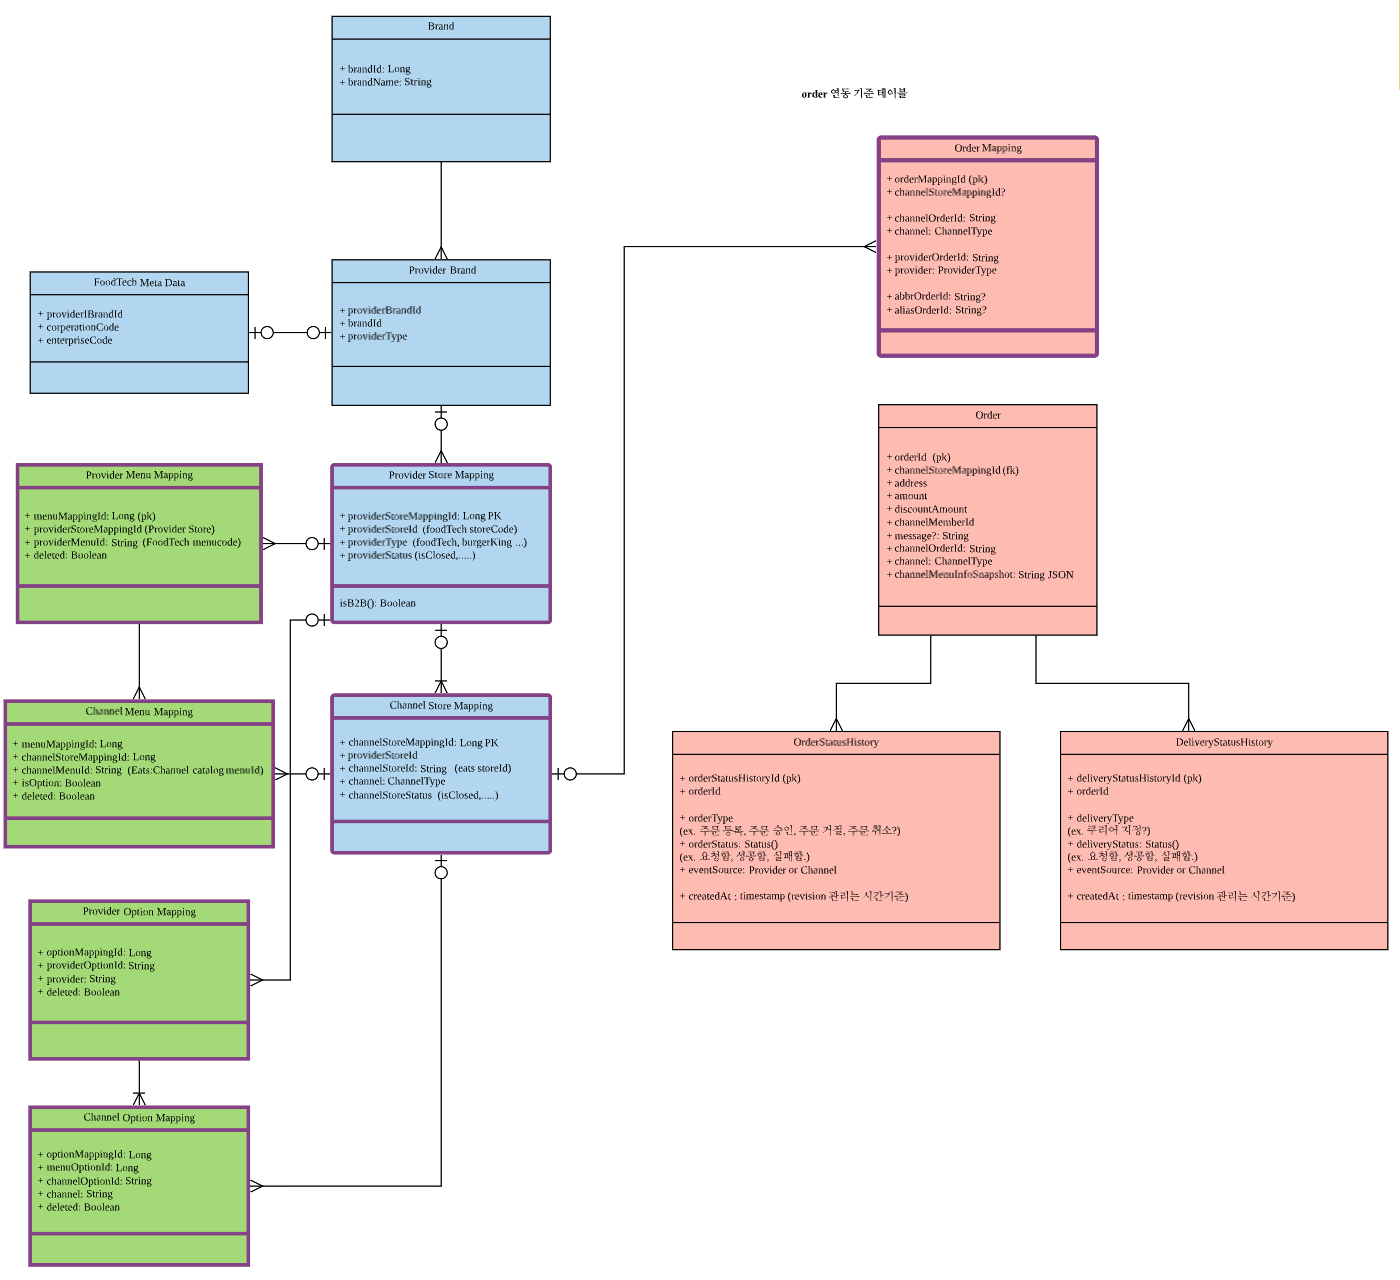 Brand
+ brandId: Long
+ brandName: String
order 연동 기준 테이블
Order Mapping
+ orderMappingId (pk)
+ channelStoreMappingId?
+ channelOrderId: String
+ channel: ChannelType
+ providerOrderId: String
+ provider: ProviderType
+ abbrOrderId: String?
+ aliasOrderId: String?
Provider Brand
+ providerBrandId
+ brandId
+ providerType
FoodTech Meta Data
+ providerlBrandId
+ corperationCode
+ enterpriseCode
Order
+ orderId (pk)
+ channelStoreMappingId (fk)
+ address
+ amount
+ discountAmount
+ channelMemberId
+ message?: String
+ channelOrderId: String
+ channel: ChannelType
+ channelMenuInfoSnapshot: String JSON
Provider Menu Mapping
+ menuMappingId: Long (pk)
+ providerStoreMappingId (Provider Store)
+ providerMenuId: String (FoodTech menucode)
+ deleted: Boolean
Provider Store Mapping
+ providerStoreMappingId: Long PK
+ providerStoreId (foodTech storeCode)
+ providerType (foodTech, burgerKing ...)
+ providerStatus (isClosed,.....)
isB2B(): Boolean
Channel Menu Mapping
+ menuMappingId: Long
+ channelStoreMappingId: Long
+ channelMenuId: String (Eats:Channel catalog menuId)
+ isOption: Boolean
+ deleted: Boolean
Channel Store Mapping
+ channelStoreMappingId: Long PK
+ providerStoreId
+ channelStoreId: String (eats storeId)
+ channel: ChannelType
+ channelStoreStatus (isClosed,.....)
OrderStatusHistory
+ orderStatusHistoryId (pk)
+ orderId
+ orderType
(ex. 주문 등록, 주문 승인, 주문 거절, 주문 취소?)
+ orderStatus: Status()
(ex. 요청함, 성공함, 실패함.)
+ eventSource: Provider or Channel
+ createdAt : timestamp (revision 관리는 시간기준)
DeliveryStatusHistory
+ deliveryStatusHistoryId (pk)
+ orderId
+ deliveryType
(ex. 쿠리어 지정?)
+ deliveryStatus: Status()
(ex. 요청함, 성공함, 실패함.)
+ eventSource: Provider or Channel
+ createdAt : timestamp (revision 관리는 시간기준)
Provider Option Mapping
+ optionMappingId: Long
+ providerOptionId: String
+ provider: String
+ deleted: Boolean
Channel Option Mapping
+ optionMappingId: Long
+ menuOptionId: Long
+ channelOptionId: String
+ channel: String
+ deleted: Boolean